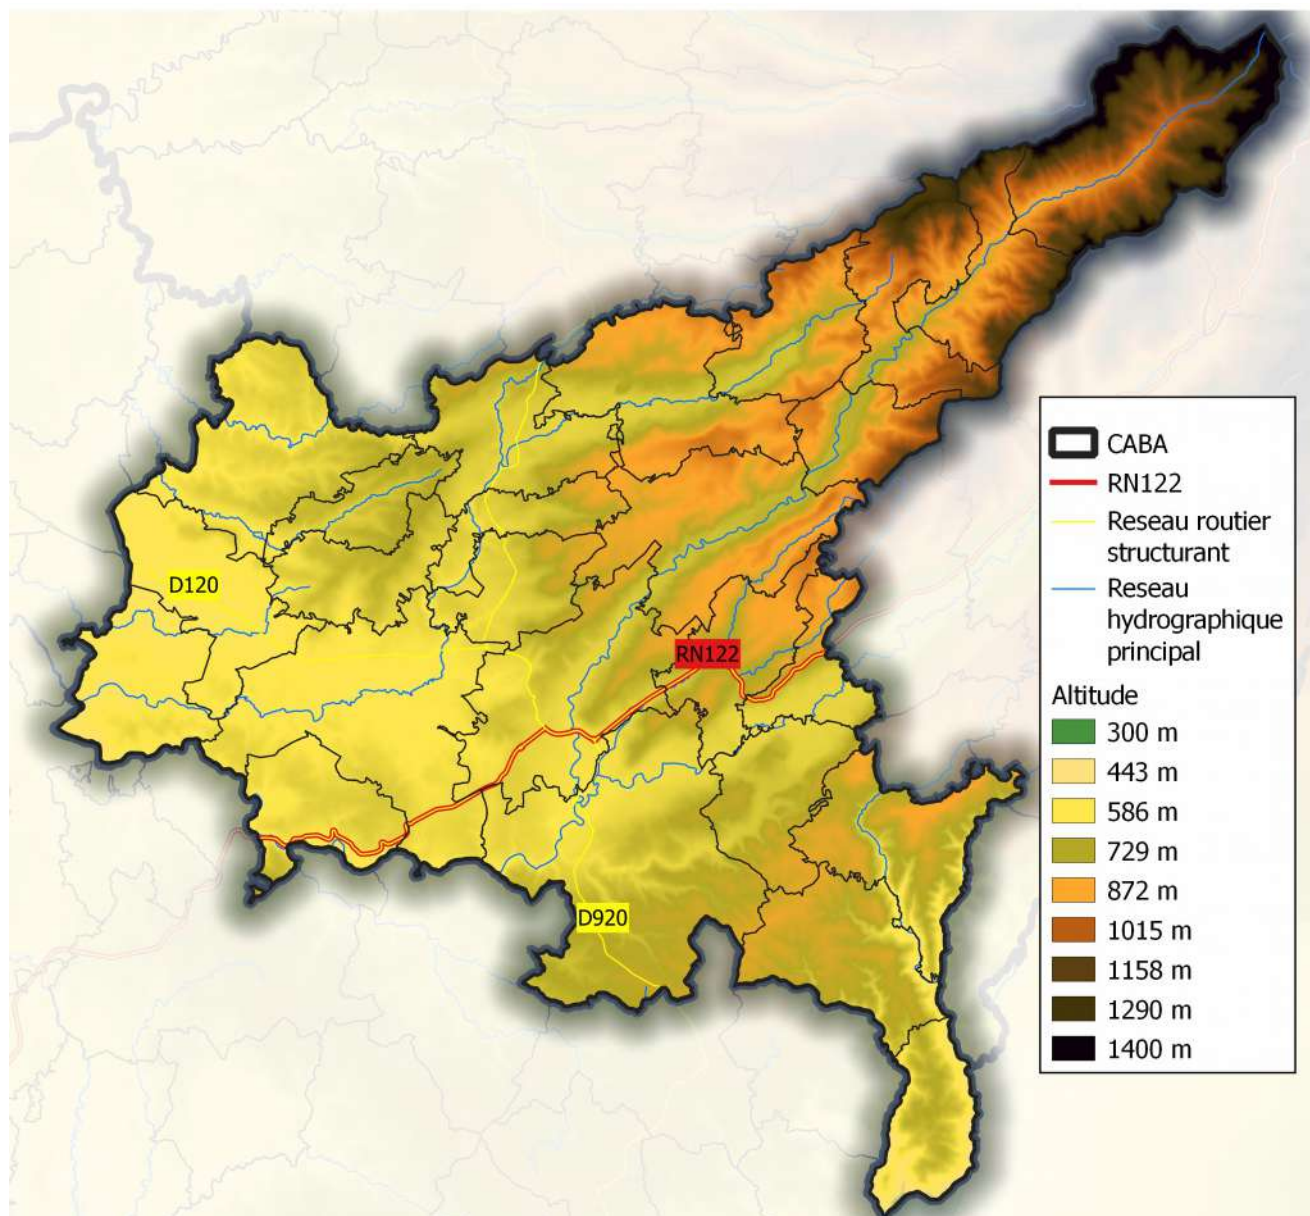 D120
RN122
D920
CABA
RN122
Reseau routier
structurant
Reseau
hydrographique
principal
Altitude
300 m
443 m
586 m
729 m
872 m
1015 m
1158 m
1290 m
1400 m